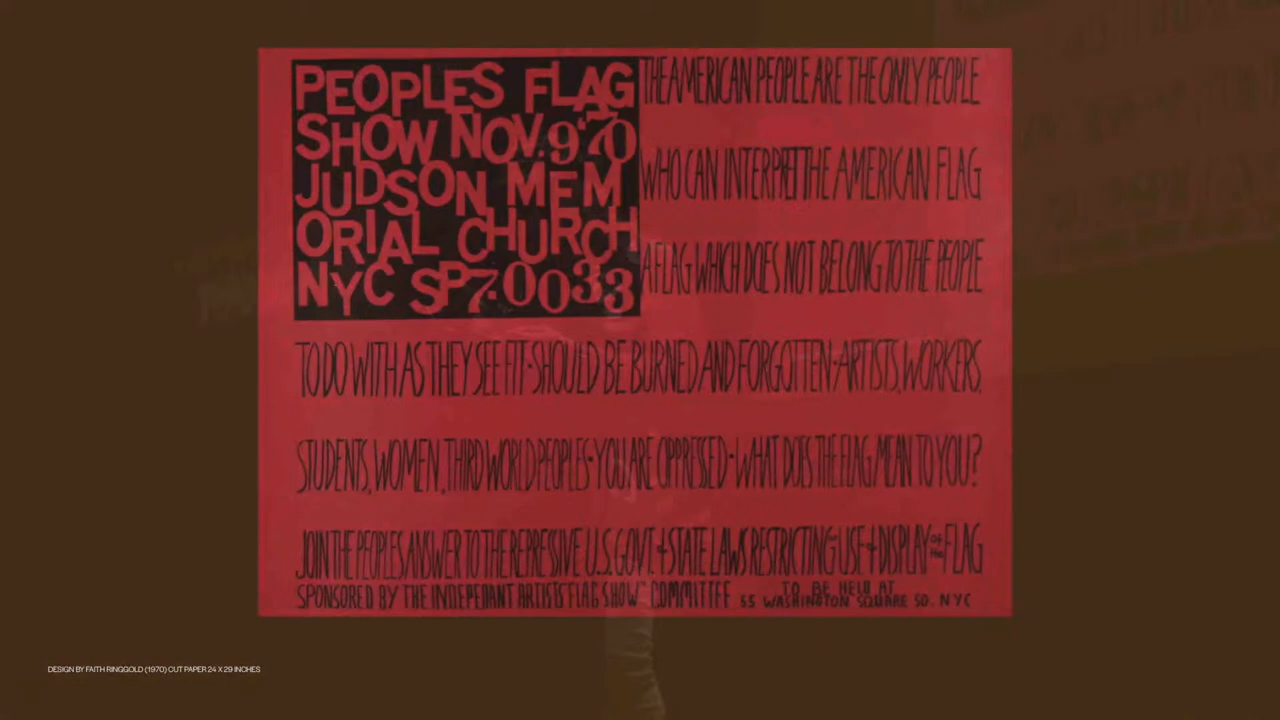 PEOPLES FLAG
SHOW NOV. 9 '70
JUDSON MEM
ORIAL CHURCH
NYC SP7.0033
THE AMERICAN PEOPLE ARE THE ONLY PEOPLE
WHO CAN INTERPRET THE AMERICAN FLAG
A FLAG WHICH DOES NOT BELONG TO THE PEOPLE
TO DO WITH AS THEY SEE FIT·SHOULD BE BURNED AND FORGOTTEN·ARTISTS, WORKERS,
STUDENTS, WOMEN, THIRD WORLD PEOPLES·YOU ARE OPPRESSED·WHAT DOES THE FLAG MEAN TO YOU?
JOIN THE PEOPLES ANSWER TO THE REPRESSIVE U.S. GOVT + STATE LAWS RESTRICTING USE + DISPLAY of the FLAG
SPONSORED BY THE INDEPEDANT ARTISTS FLAG SHOW COMMITTEE TO BE HELD AT
55 WASHINGTON SQUARE SO. NYC
DESIGN BY FAITH RINGGOLD (1970) CUT PAPER 24 X 29 INCHES